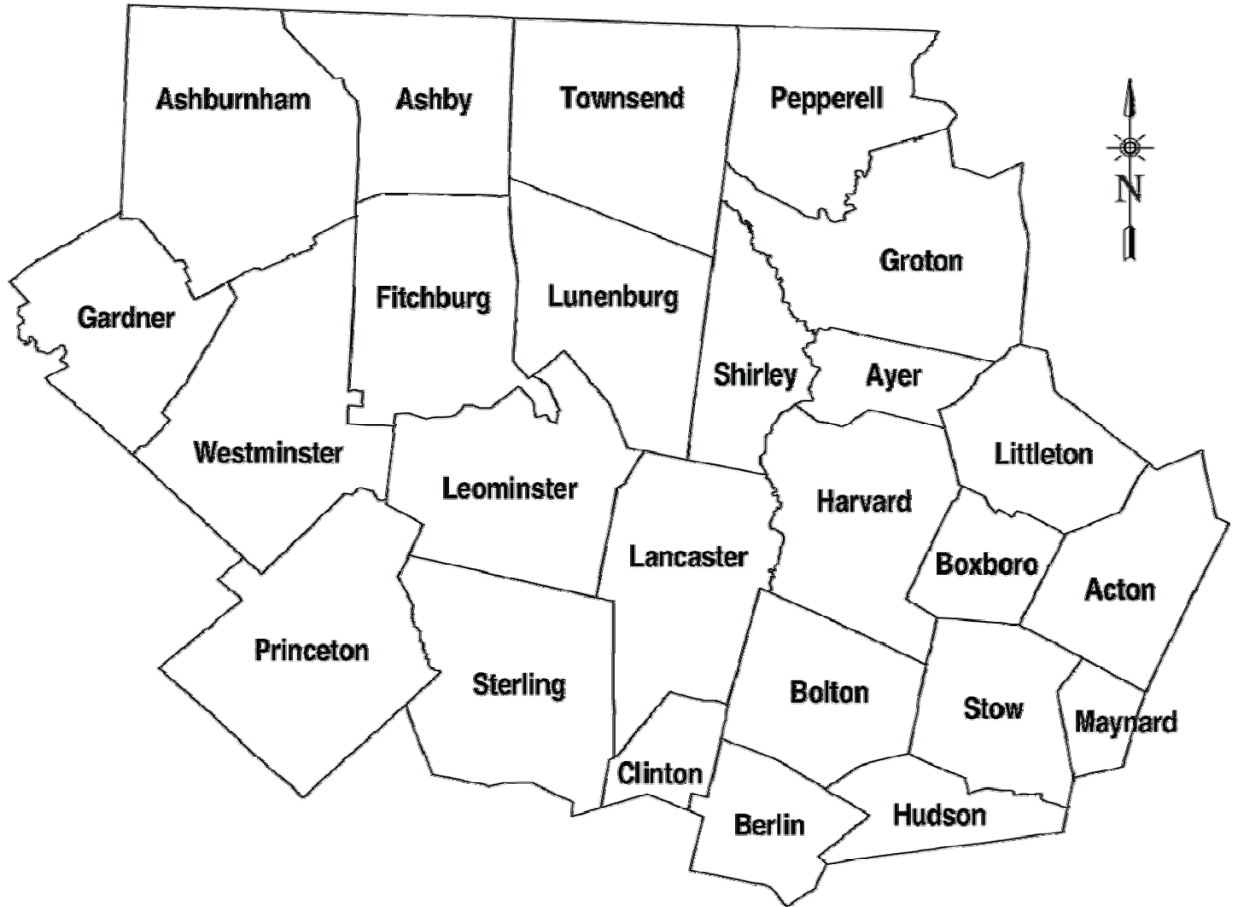 Ashburnham
Ashby
Townsend
Pepperell
N
Groton
Gardner
Fitchburg
Lunenburg
Shirley
Ayer
Westminster
Leominster
Littleton
Harvard
Lancaster
Boxboro
Acton
Princeton
Sterling
Bolton
Stow
Maynard
Clinton
Berlin
Hudson